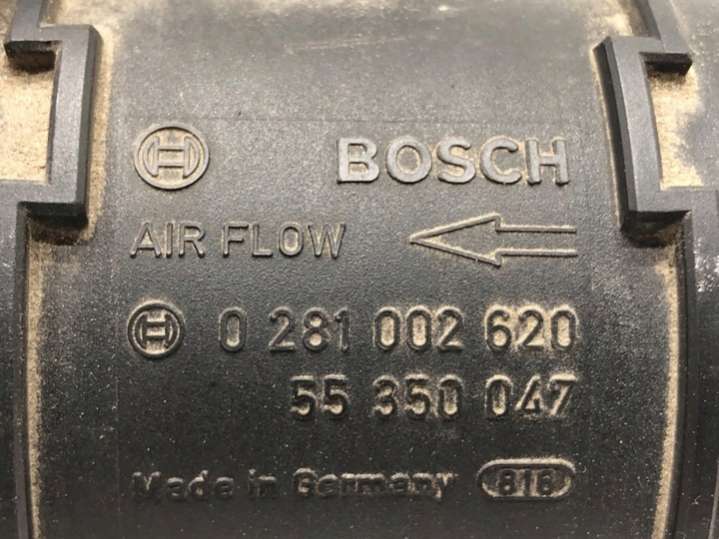 BOSCH
AIR FLOW
0 281 002 620
55 350 047
Made in Germany 818